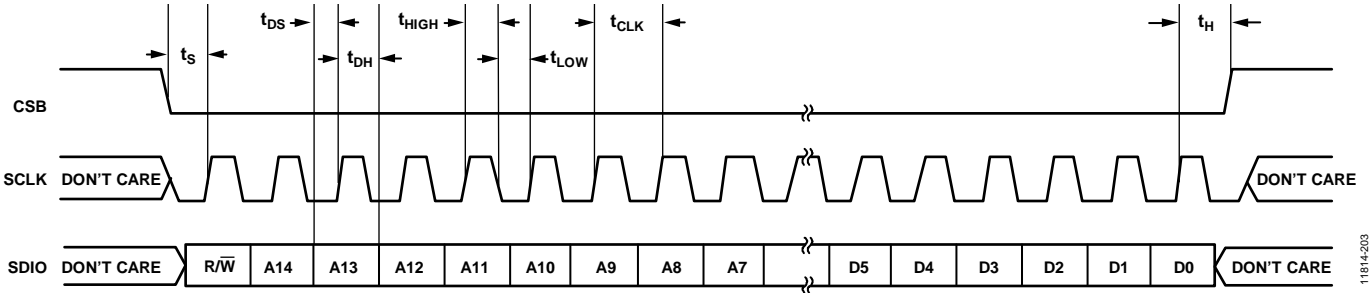 tDS tHIGH tCLK tH
tS tDH tLOW
CSB
SCLK DON'T CARE DON'T CARE
SDIO DON'T CARE R/W̅ A14 A13 A12 A11 A10 A9 A8 A7 D5 D4 D3 D2 D1 D0 DON'T CARE
11814-203